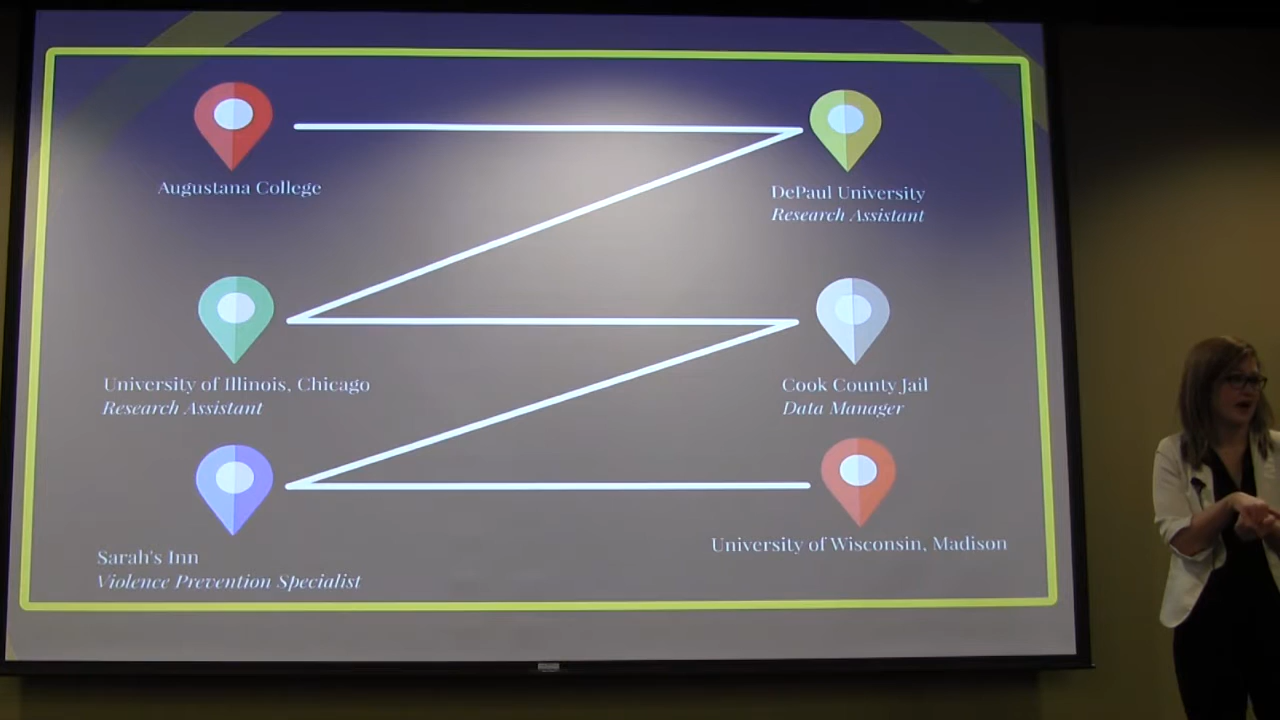 Augustana College
DePaul University
Research Assistant
University of Illinois, Chicago
Research Assistant
Cook County Jail
Data Manager
Sarah's Inn
Violence Prevention Specialist
University of Wisconsin, Madison